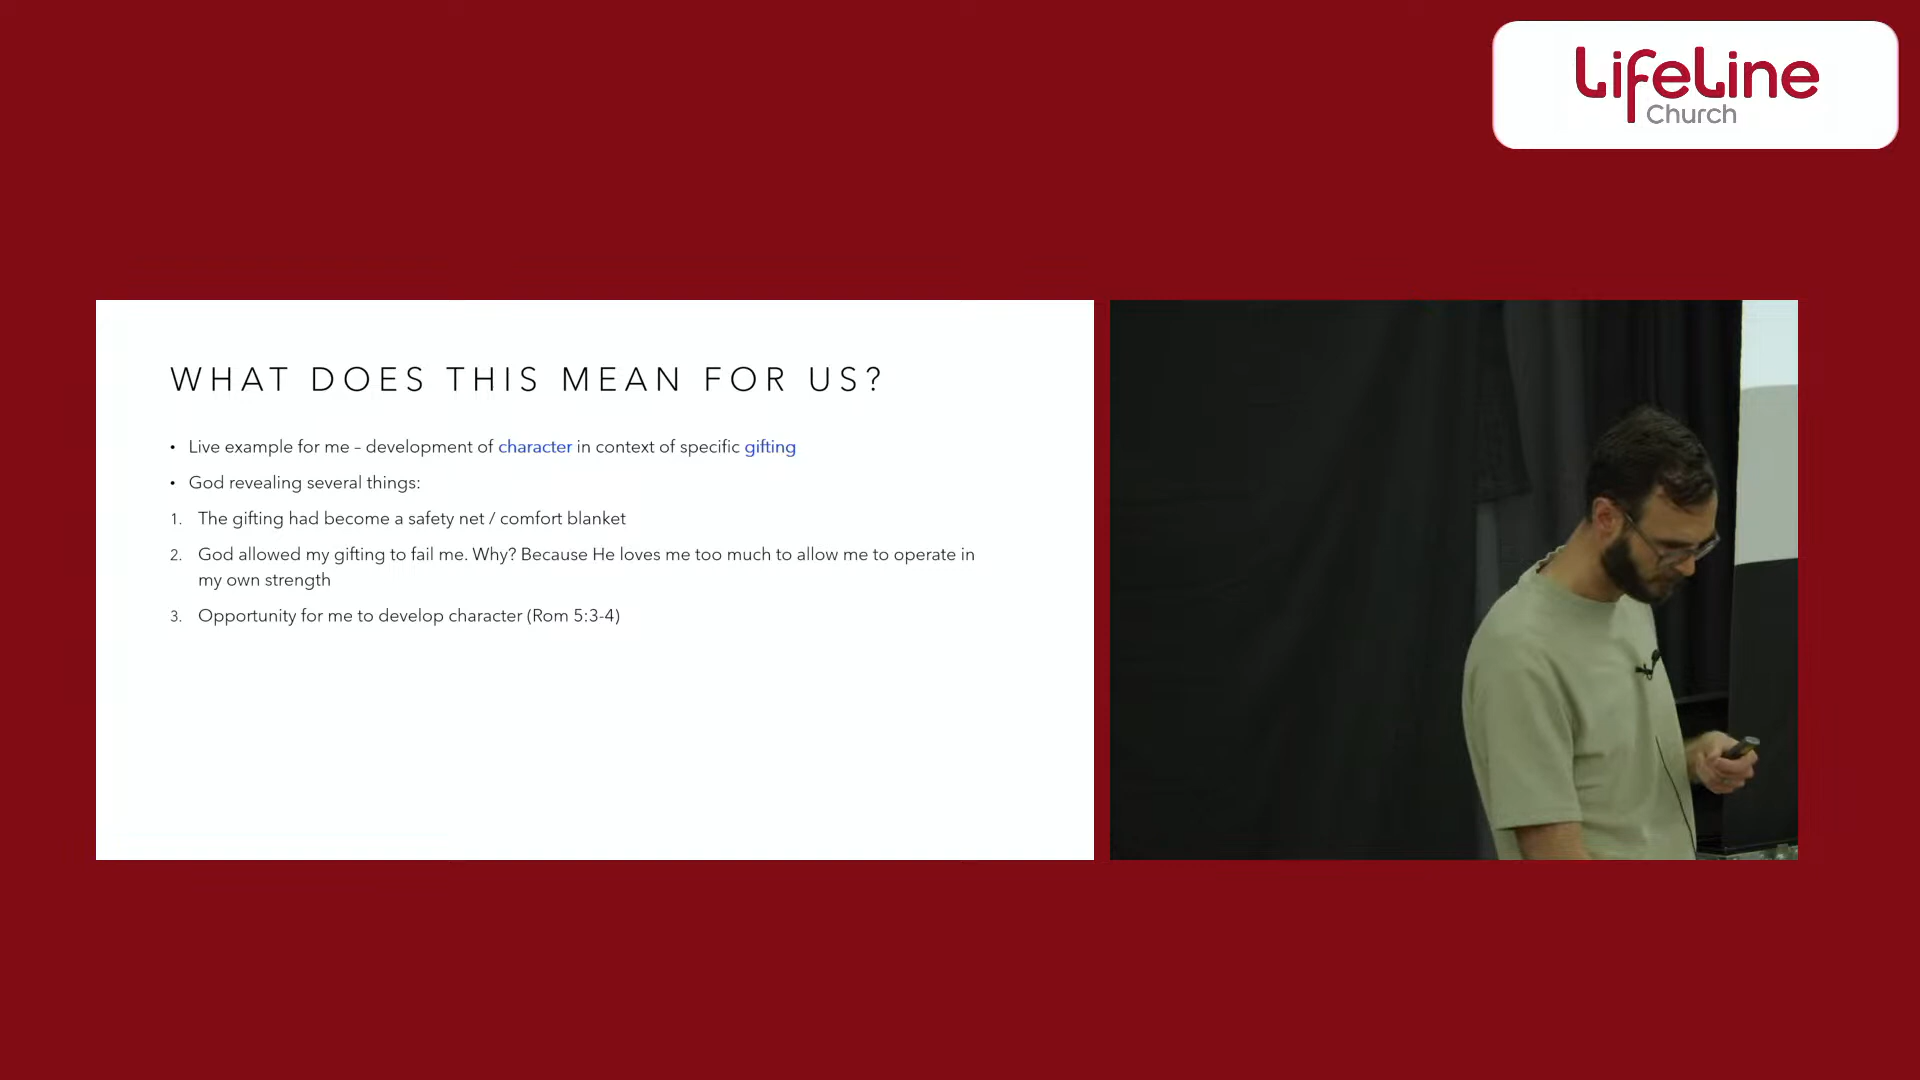 LifeLine
Church
WHAT DOES THIS MEAN FOR US?
• Live example for me – development of character in context of specific gifting
• God revealing several things:
1. The gifting had become a safety net / comfort blanket
2. God allowed my gifting to fail me. Why? Because He loves me too much to allow me to operate in
my own strength
3. Opportunity for me to develop character (Rom 5:3-4)